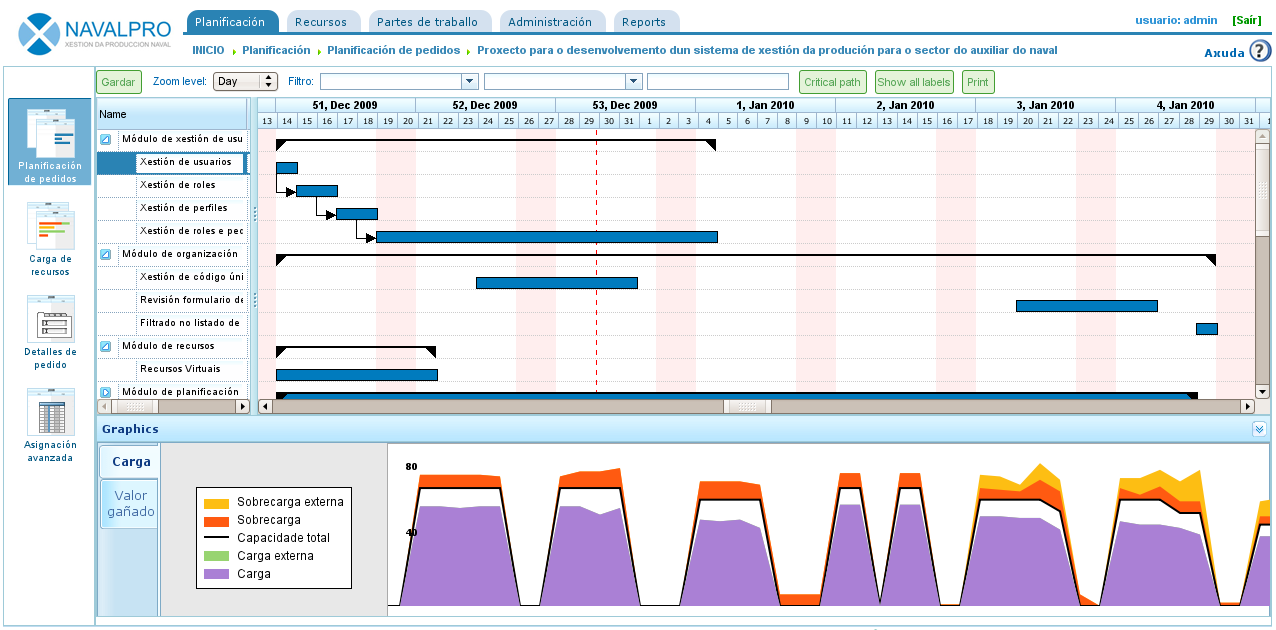 NAVALPRO
XESTION DA PRODUCCION NAVAL
Planificación
Recursos
Partes de traballo
Administración
Reports
usuario: admin [Saír]
INICIO Planificación Planificación de pedidos Proxecto para o desenvolvemento dun sistema de xestión da produción para o sector do auxiliar do naval
Axuda
Gardar Zoom level: Day Filtro: Critical path Show all labels Print
Name
51, Dec 2009 52, Dec 2009 53, Dec 2009 1, Jan 2010 2, Jan 2010 3, Jan 2010 4, Jan 2010
13 14 15 16 17 18 19 20 21 22 23 24 25 26 27 28 29 30 31 1 2 3 4 5 6 7 8 9 10 11 12 13 14 15 16 17 18 19 20 21 22 23 24 25 26 27 28 29 30 31
Módulo de xestión de usu
Xestión de usuarios
Xestión de roles
Xestión de perfiles
Xestión de roles e pec
Módulo de organización
Xestión de código úni
Revisión formulario de
Filtrado no listado de
Módulo de recursos
Recursos Virtuais
Módulo de planificación
Planificación
de pedidos
Carga de
recursos
Detalles de
pedido
Asignación
avanzada
Graphics
Carga
Valor
gañado
Sobrecarga externa
Sobrecarga
Capacidade total
Carga externa
Carga
80
40